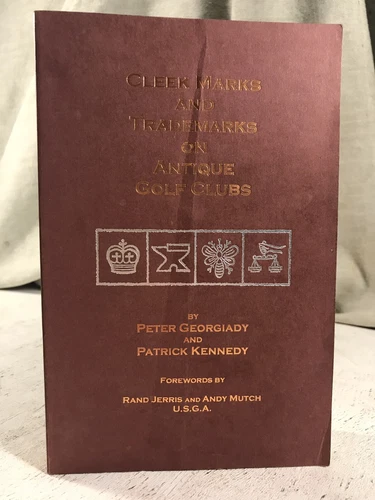 Cleek Marks
and
Trademarks
on
Antique
Golf Clubs
by
Peter Georgiady
and
Patrick Kennedy
Forewords by
Rand Jerris and Andy Mutch
U.S.G.A.